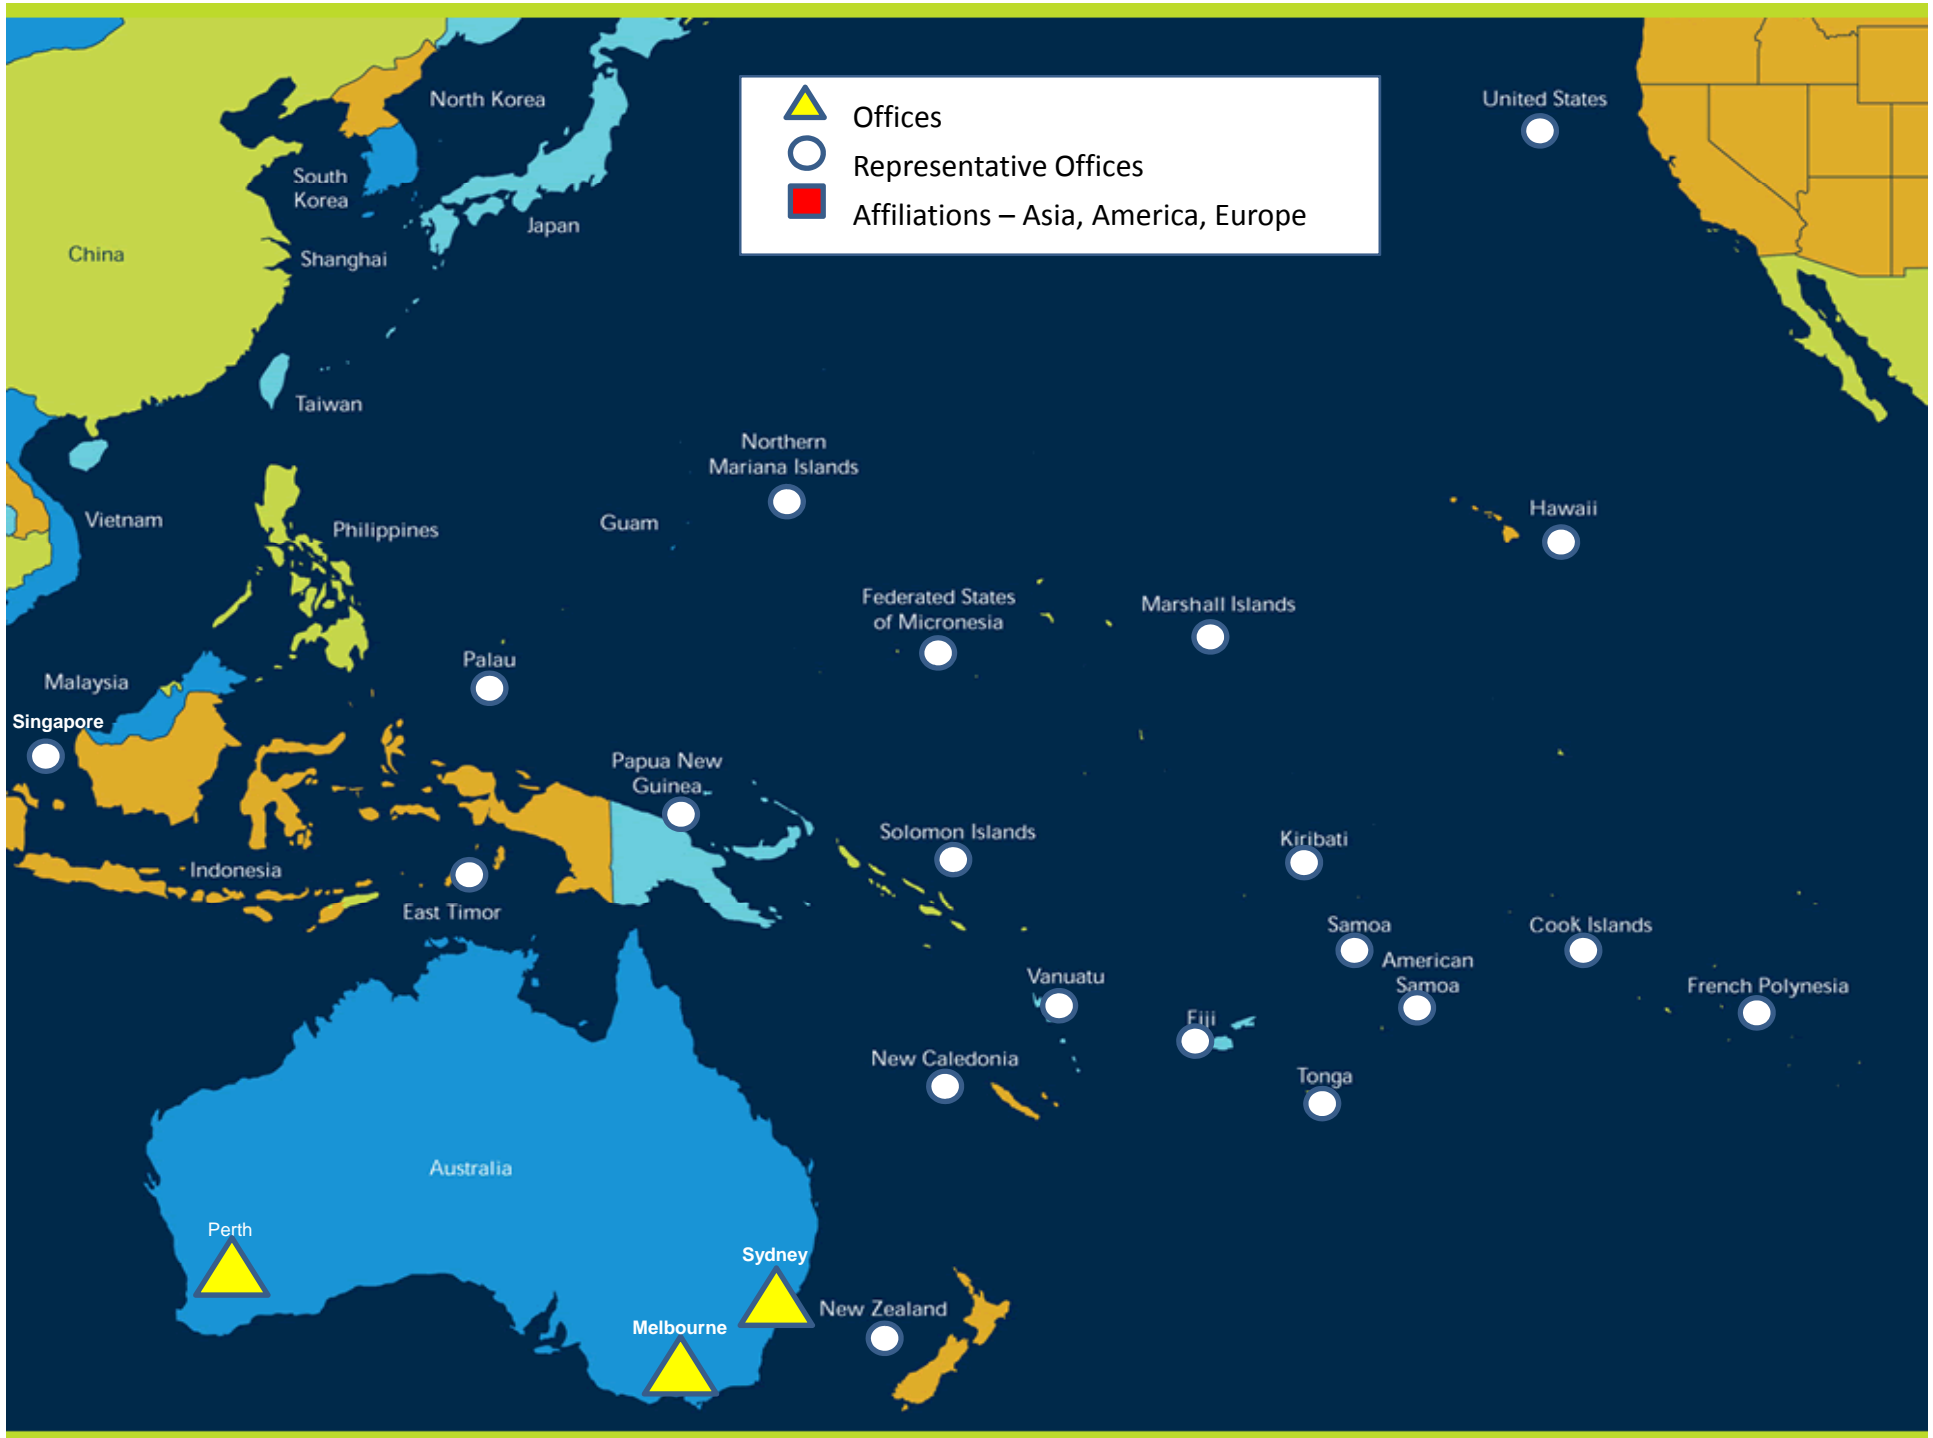 North Korea
United States
Offices
Representative Offices
Affiliations – Asia, America, Europe
South
Korea
Japan
China
Shanghai
Taiwan
Northern
Mariana Islands
Vietnam
Philippines
Guam
Hawaii
Federated States
of Micronesia
Marshall Islands
Palau
Malaysia
Singapore
Papua New
Guinea
Solomon Islands
Kiribati
Indonesia
East Timor
Samoa
Cook Islands
American
Samoa
Vanuatu
French Polynesia
Fiji
New Caledonia
Tonga
Australia
Perth
Sydney
New Zealand
Melbourne